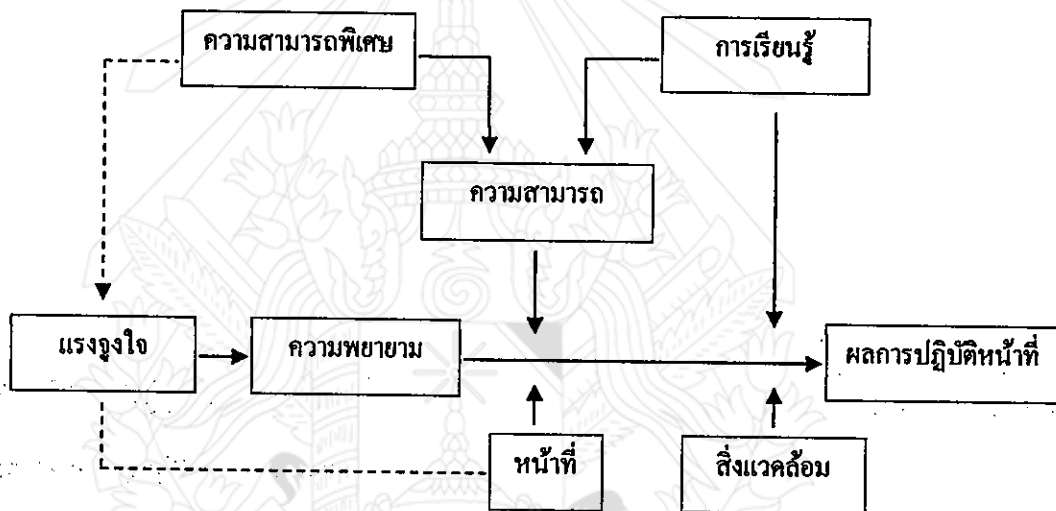 ความสามารถพิเศษ
การเรียนรู้
ความสามารถ
แรงจูงใจ
ความพยายาม
ผลการปฏิบัติหน้าที่
หน้าที่
สิ่งแวดล้อม